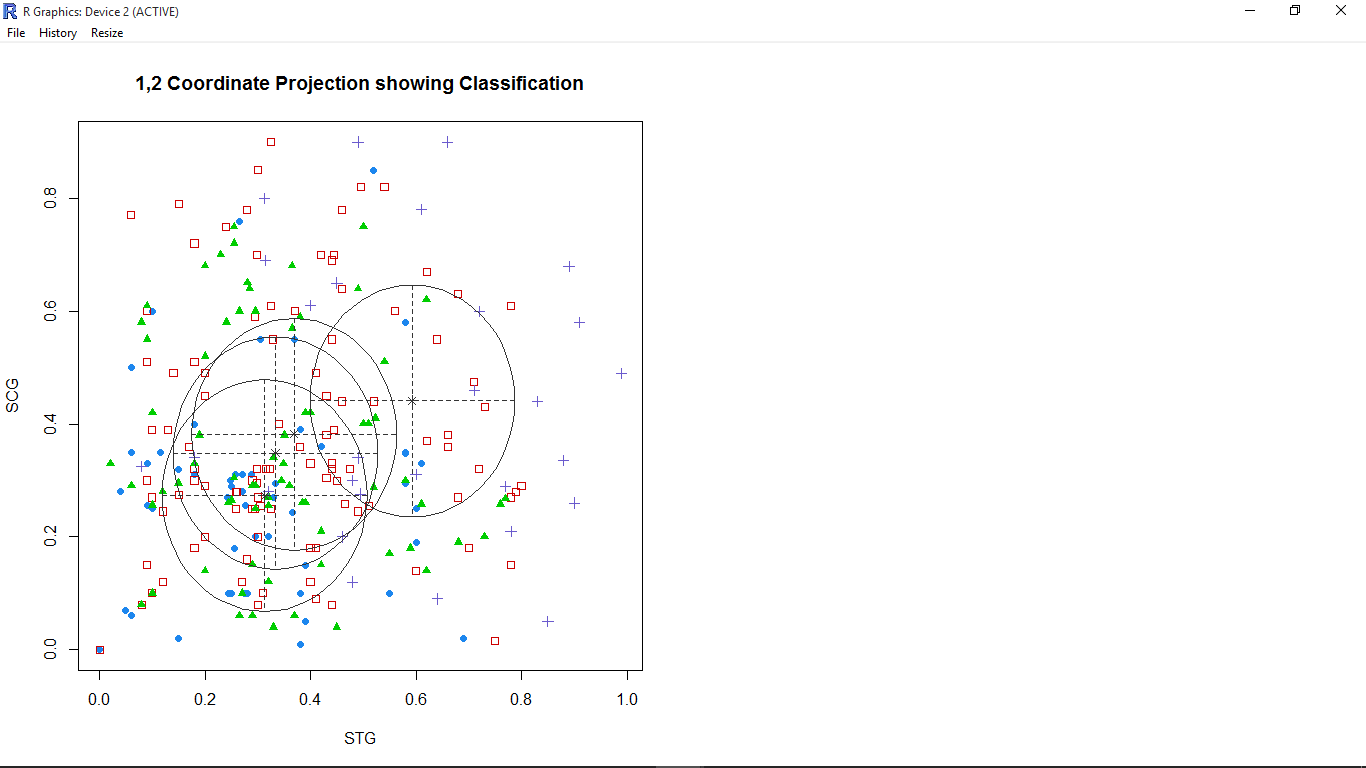 R Graphics: Device 2 (ACTIVE)
File History Resize
1,2 Coordinate Projection showing Classification
0.8
0.6
SCG
0.4
0.2
0.0
0.0 0.2 0.4 0.6 0.8 1.0
STG